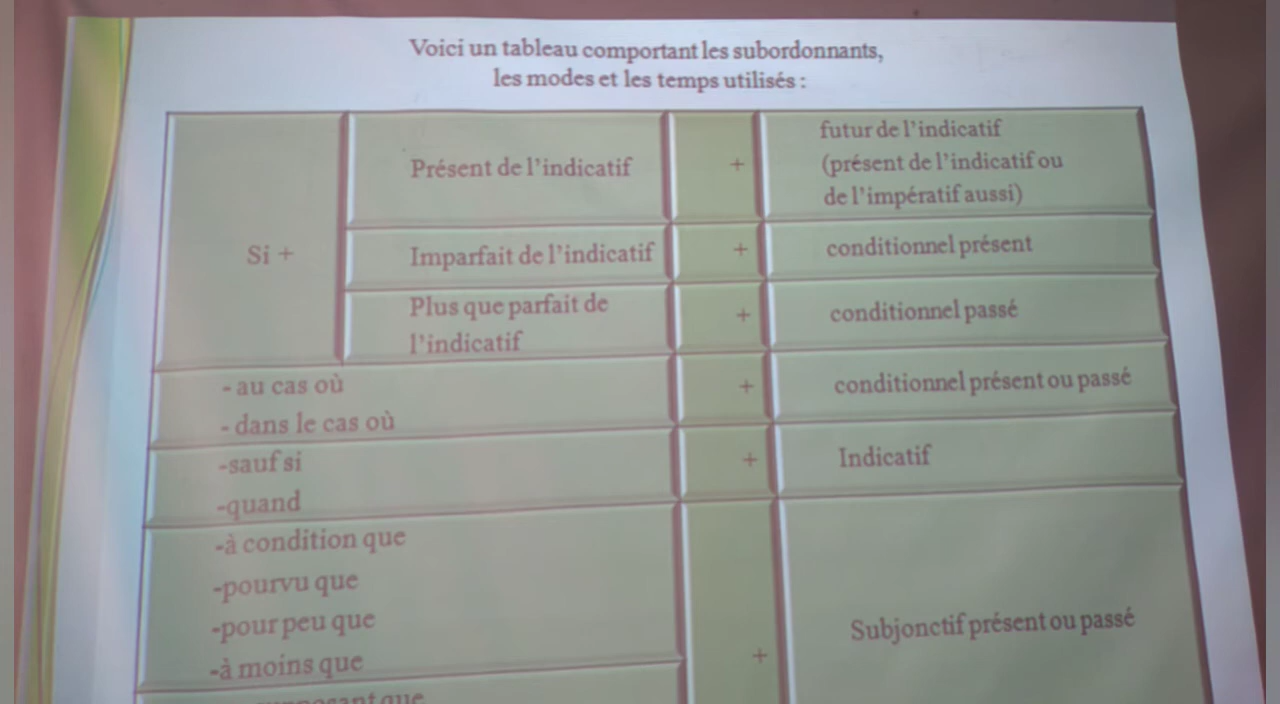 Voici un tableau comportant les subordonnants,
les modes et les temps utilisés :
Si +
Présent de l'indicatif
+
futur de l'indicatif
(présent de l'indicatif ou
de l'impératif aussi)
Imparfait de l'indicatif
+
conditionnel présent
Plus que parfait de
l'indicatif
+
conditionnel passé
- au cas où
- dans le cas où
+
conditionnel présent ou passé
-sauf si
-quand
+
Indicatif
-à condition que
-pourvu que
-pour peu que
-à moins que
+
Subjonctif présent ou passé
que